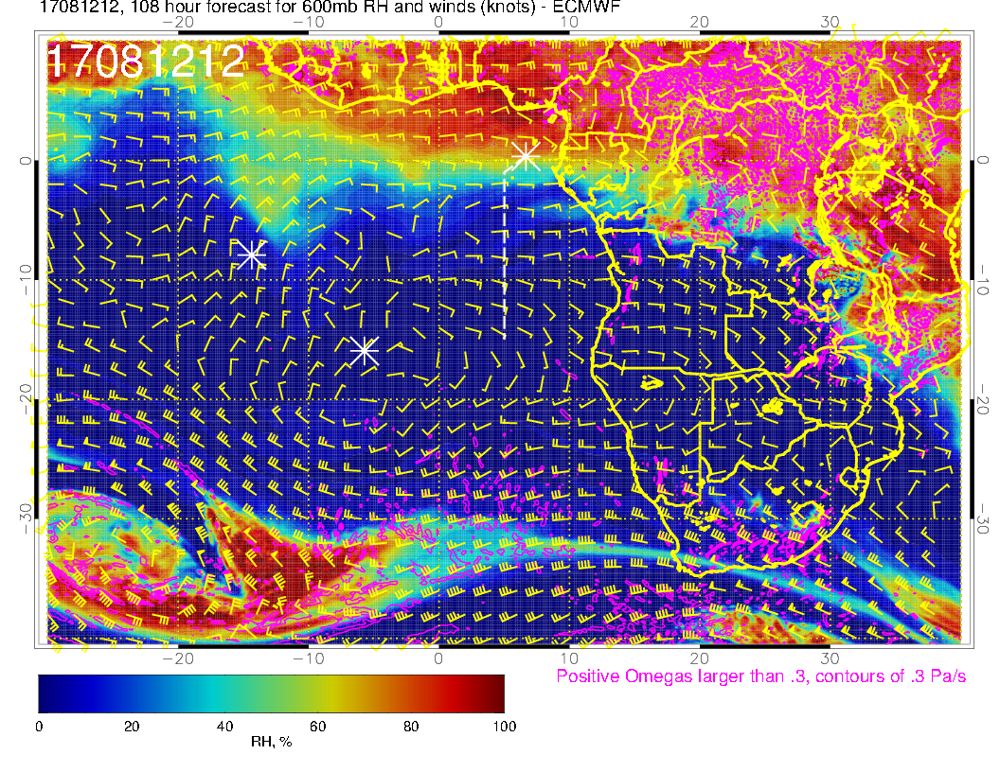 17081212, 108 hour forecast for 600mb RH and winds (knots) - ECMWF
-20 -10 0 10 20 30
17081212
0 0
-10 -10
-20 -20
-30 -30
-20 -10 0 10 20 30
Positive Omegas larger than .3, contours of .3 Pa/s
0 20 40 60 80 100
RH, %